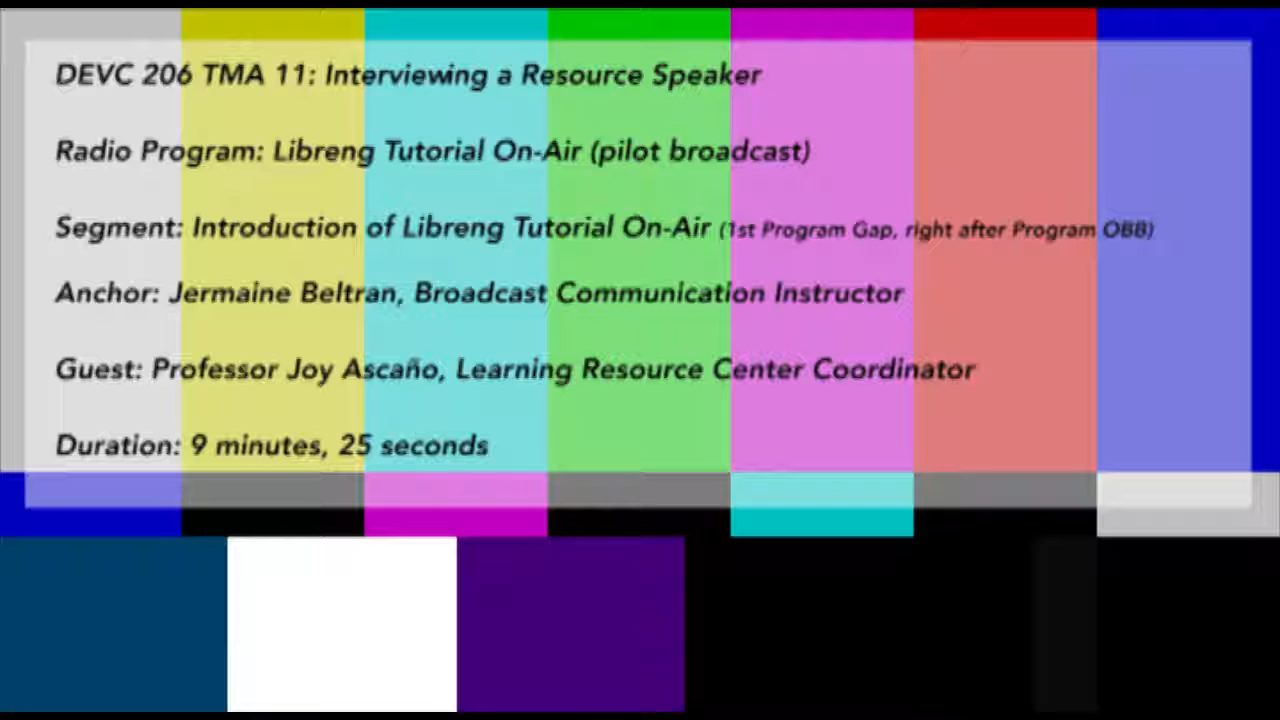 DEVC 206 TMA 11: Interviewing a Resource Speaker
Radio Program: Libreng Tutorial On-Air (pilot broadcast)
Segment: Introduction of Libreng Tutorial On-Air (1st Program Gap, right after Program OBB)
Anchor: Jermaine Beltran, Broadcast Communication Instructor
Guest: Professor Joy Ascaño, Learning Resource Center Coordinator
Duration: 9 minutes, 25 seconds